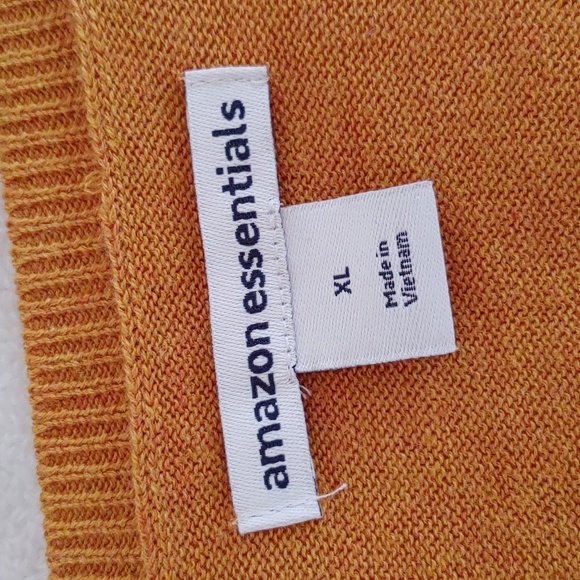 amazon essentials
XL
Made in
Vietnam